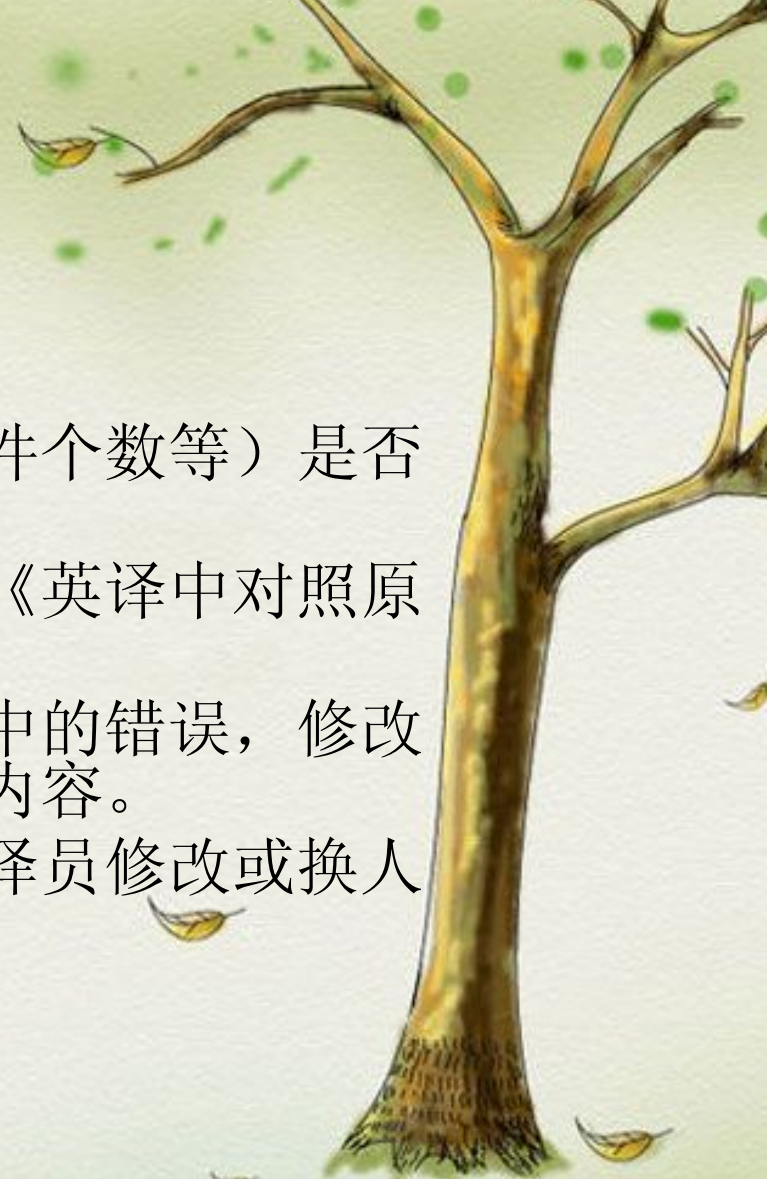 件个数等）是否
《英译中对照原
中的错误，修改
内容。
译员修改或换人